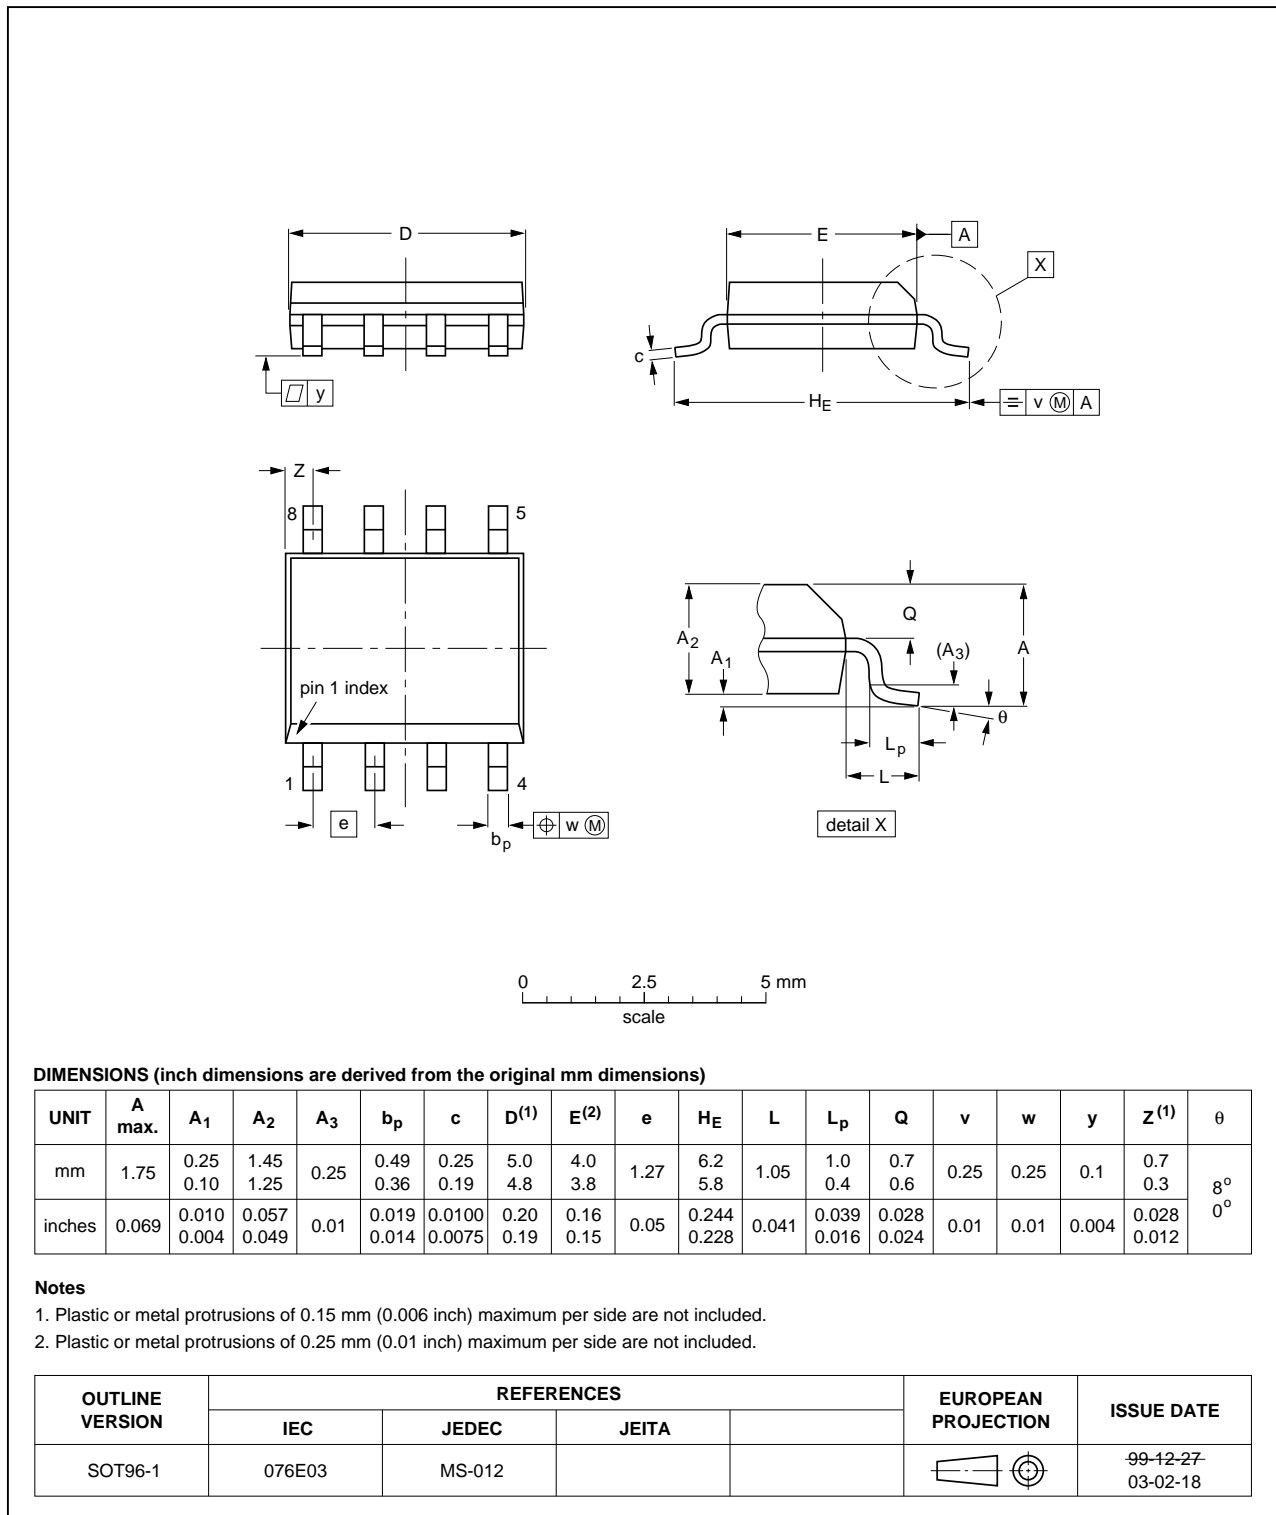 D
E
A
X
c
y
HE
v M A
Z
8
5
pin 1 index
1
4
e
bp
w M
Q
A2
A1
(A3)
A
θ
Lp
L
detail X
0 2.5 5 mm
scale
DIMENSIONS (inch dimensions are derived from the original mm dimensions)
UNIT A max. A1 A2 A3 bp c D(1) E(2) e HE L Lp Q v w y Z(1) θ
mm 1.75 0.25 0.10 1.45 1.25 0.25 0.49 0.36 0.25 0.19 5.0 4.8 4.0 3.8 1.27 6.2 5.8 1.05 1.0 0.4 0.7 0.6 0.25 0.25 0.1 0.7 0.3 8° 0°
inches 0.069 0.010 0.004 0.057 0.049 0.01 0.019 0.014 0.0100 0.0075 0.20 0.19 0.16 0.15 0.05 0.244 0.228 0.041 0.039 0.016 0.028 0.024 0.01 0.01 0.004 0.028 0.012
Notes
1. Plastic or metal protrusions of 0.15 mm (0.006 inch) maximum per side are not included.
2. Plastic or metal protrusions of 0.25 mm (0.01 inch) maximum per side are not included.
OUTLINE VERSION REFERENCES EUROPEAN PROJECTION ISSUE DATE
IEC JEDEC JEITA
SOT96-1 076E03 MS-012 99-12-27
03-02-18